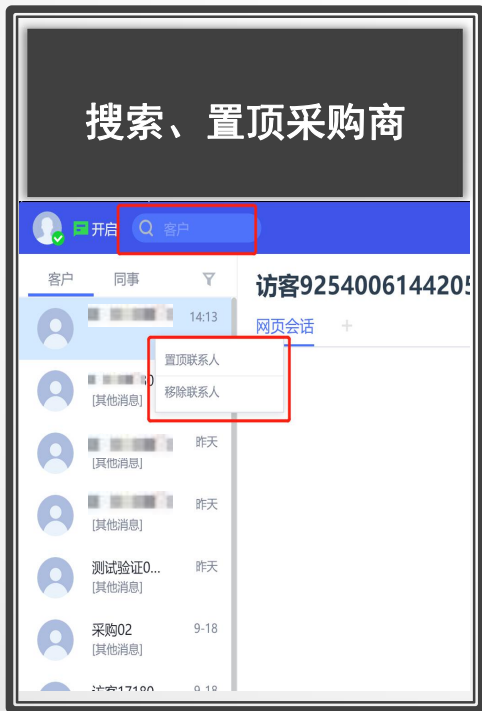 搜索、置顶采购商
开启
客户
客户 同事
访客9254006144205
14:13
网页会话 +
置顶联系人
移除联系人
[其他消息]
昨天
[其他消息]
昨天
[其他消息]
测试验证0... 昨天
[其他消息]
采购02 9-18
[其他消息]
访客17180 9-18